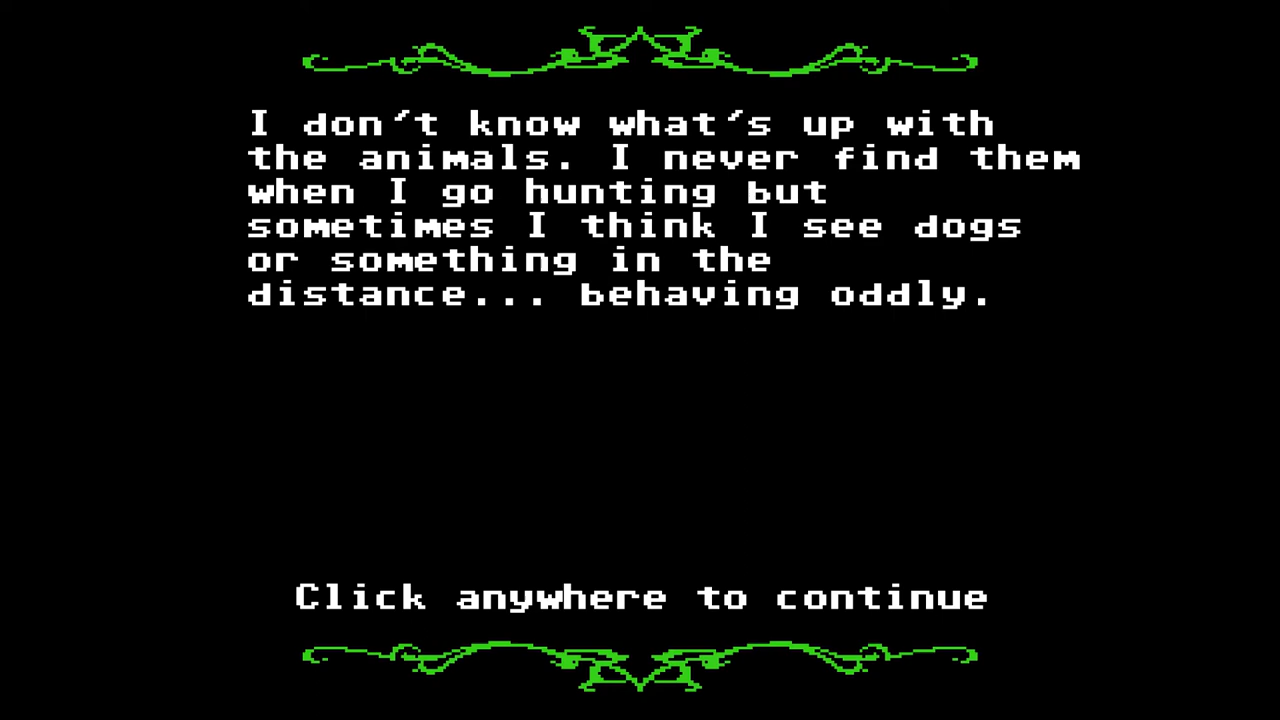 I don't know what's up with
the animals. I never find them
when I go hunting but
sometimes I think I see dogs
or something in the
distance... behaving oddly.
Click anywhere to continue